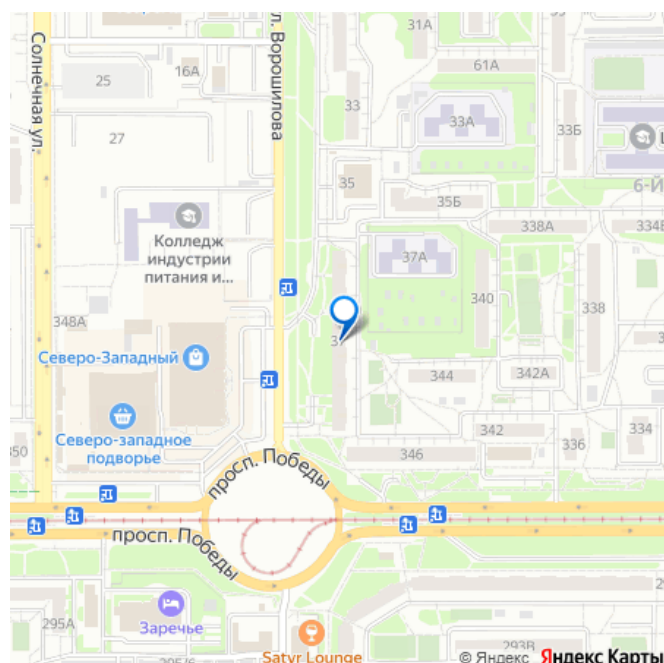 31А
33
61А
Солнечная ул.
16А
25
ул. Ворошилова
33А
33Б
27
35
6-Й
35Б
338А
334Б
Колледж
индустрии
питания и...
37А
340
338
348А
Северо-Западный
344
342А
Северо-западное
подворье
350
346
342
336
334
просп. Победы
просп. Победы
295А
Заречье
Satyr Lounge
293В
© Яндекс Яндекс Карты